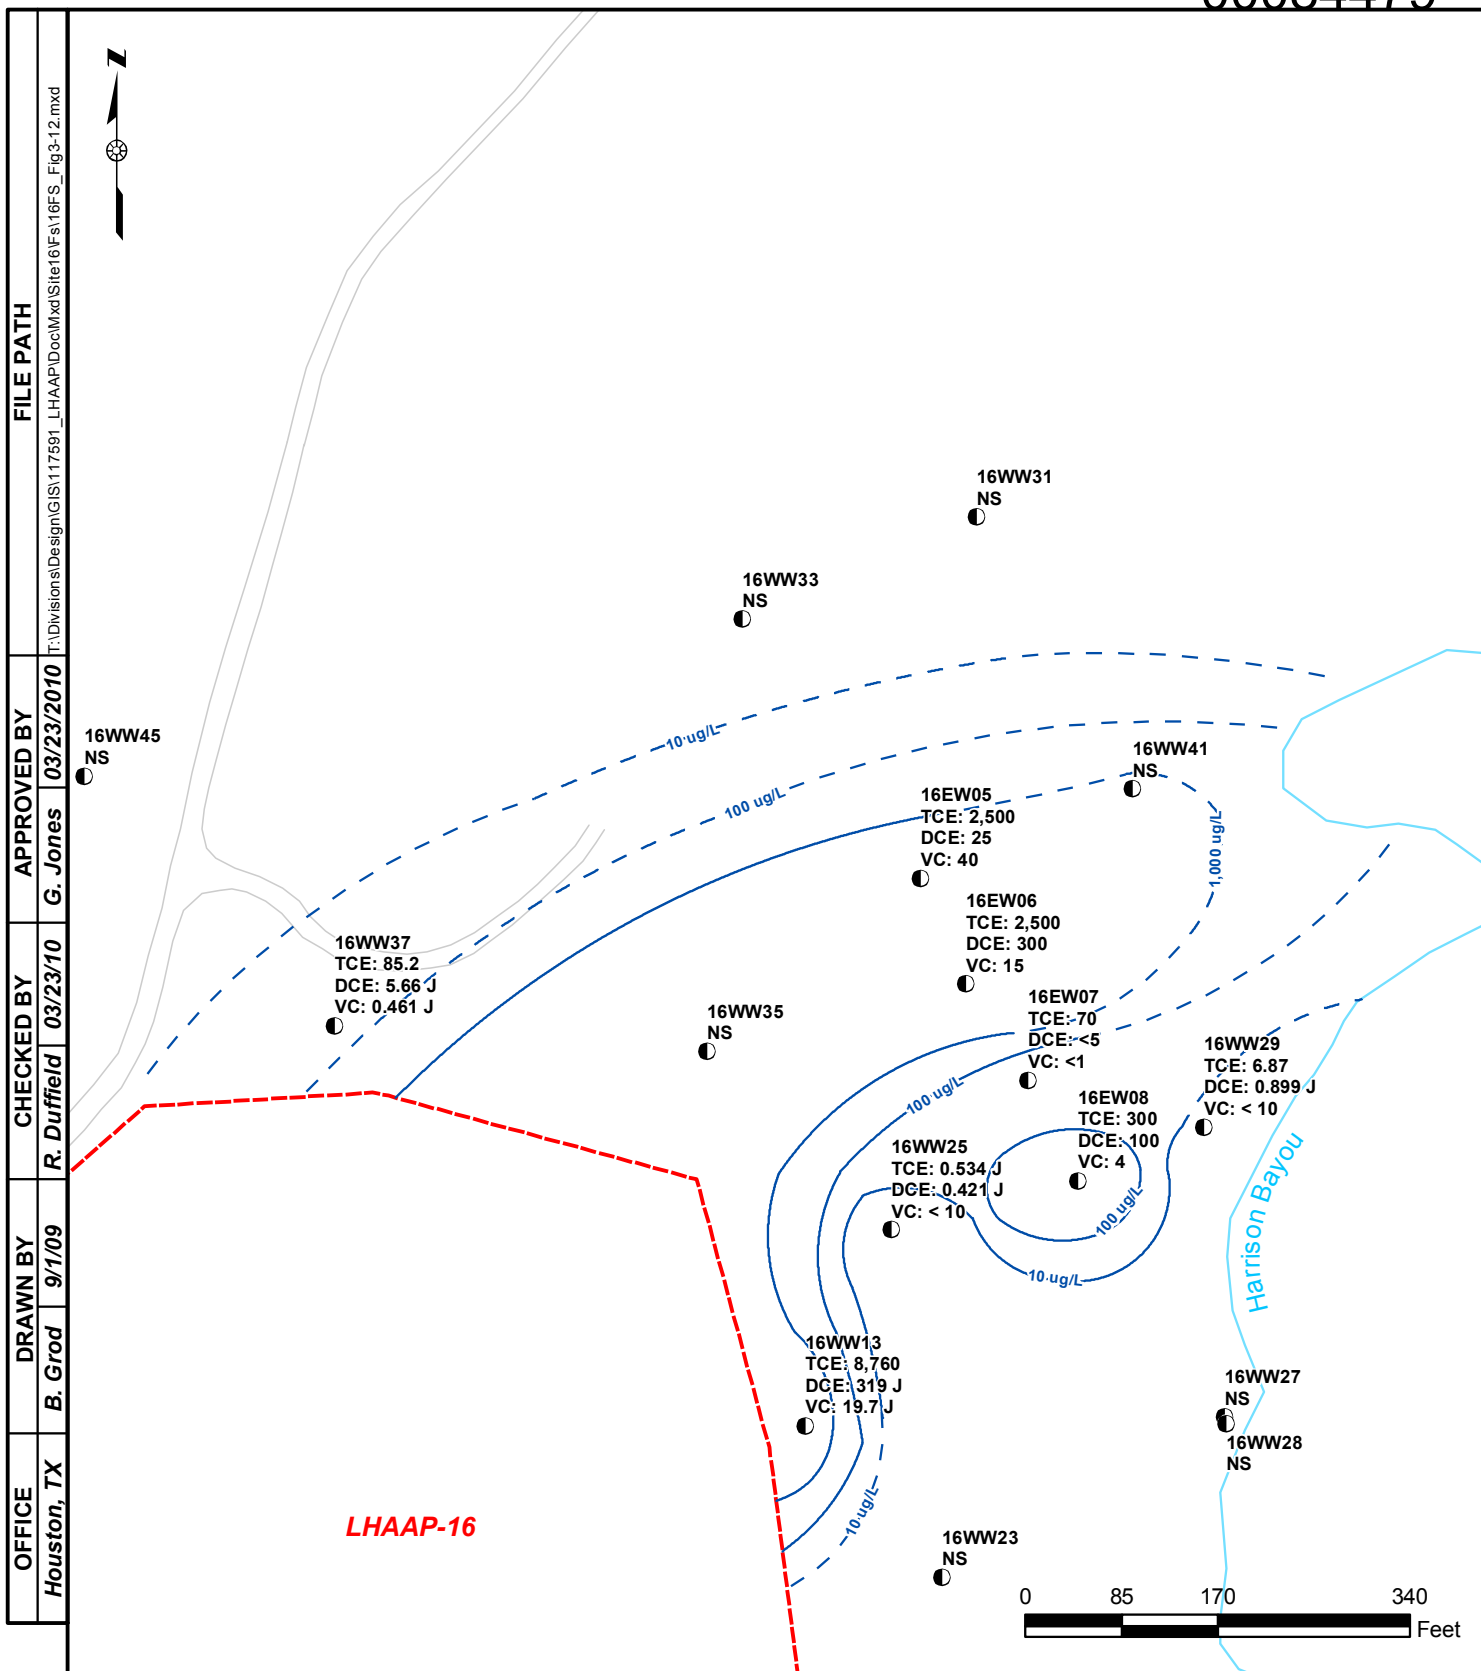 z
FILE PATH
T:\Divisions\Design\GIS\117591_LHAAP\Doc\Mxd\Site16\Fs\16FS_Fig3-12.mxd
APPROVED BY
G. Jones 03/23/2010
CHECKED BY
R. Duffield 03/23/10
DRAWN BY
B. Grod 9/1/09
OFFICE
Houston, TX
16WW31
NS
16WW33
NS
10 ug/L
16WW45
NS
16WW41
NS
100 ug/L
16EW05
TCE: 2,500
DCE: 25
VC: 40
1,000 ug/L
16EW06
TCE: 2,500
DCE: 300
VC: 15
16WW37
TCE: 85.2
DCE: 5.66 J
VC: 0.461 J
16EW07
TCE: 70
DCE: <5
VC: <1
16WW35
NS
16WW29
TCE: 6.87
DCE: 0.899 J
VC: < 10
100 ug/L
16EW08
TCE: 300
DCE: 100
VC: 4
16WW25
TCE: 0.534 J
DCE: 0.421 J
VC: < 10
100 ug/L
10 ug/L
Harrison Bayou
16WW13
TCE: 8,760
DCE: 319 J
VC: 19.7 J
16WW27
NS
16WW28
NS
10 ug/L
LHAAP-16
16WW23
NS
0 85 170 340
Feet